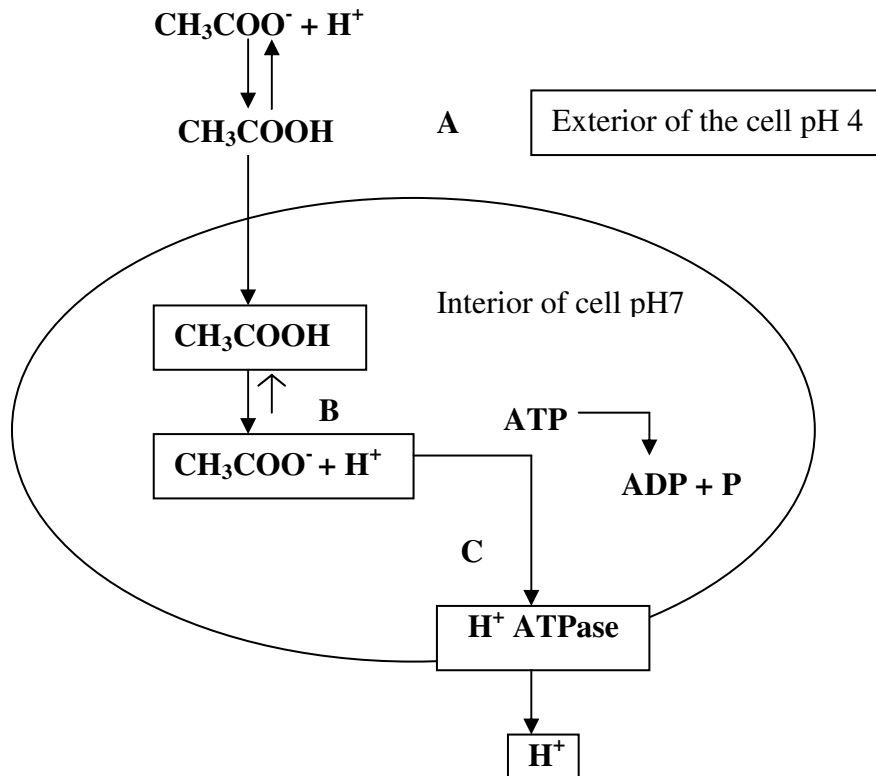 CH₃COO⁻ + H⁺
CH₃COOH
A
Exterior of the cell pH 4
Interior of cell pH7
CH₃COOH
B
ATP
CH₃COO⁻ + H⁺
ADP + P
C
H⁺ ATPase
H⁺